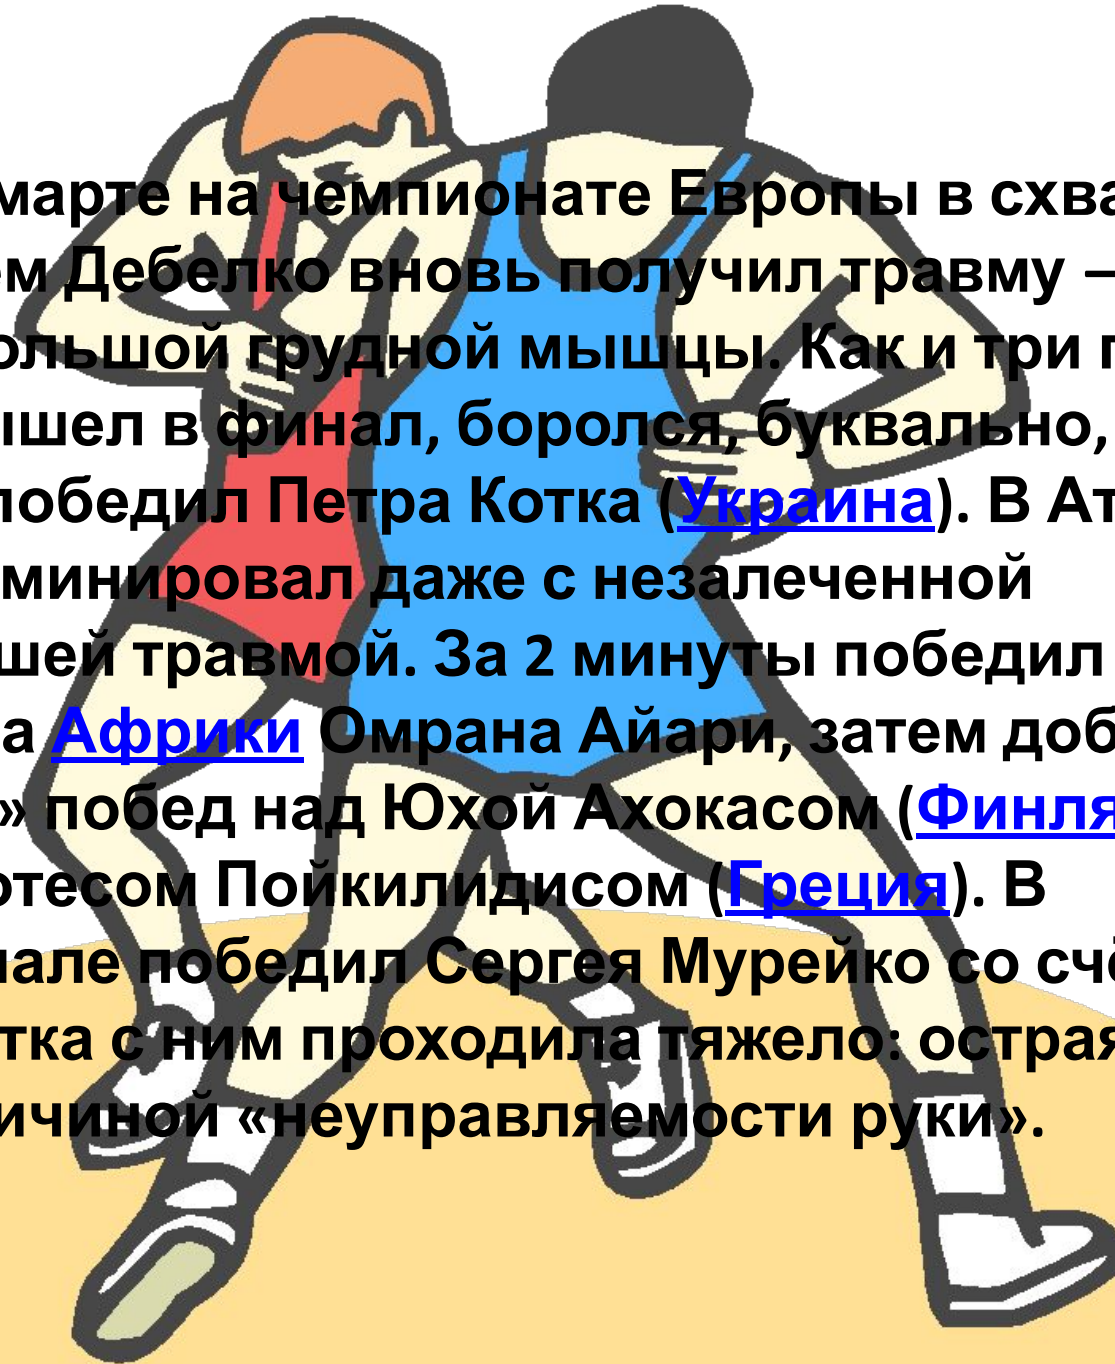 марте на чемпионате Европы в схва
ем Дебелко вновь получил травму –
ольшой грудной мышцы. Как и три г
ышел в финал, боролся, буквально,
победил Петра Котка (Украина). В Ат
минировал даже с незалеченной
шей травмой. За 2 минуты победил
а Африки Омрана Айари, затем доб
» побед над Юхой Ахокасом (Финля
отесом Пойкилидисом (Греция). В
нале победил Сергея Мурейко со счё
тка с ним проходила тяжело: острая
ичиной «неуправляемости руки».